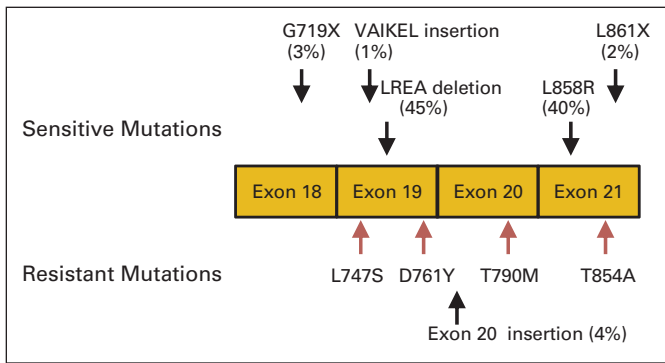 G719X VAIKEL insertion L861X
(3%) (1%) (2%)
LREA deletion L858R
(45%) (40%)
Sensitive Mutations
Exon 18 Exon 19 Exon 20 Exon 21
Resistant Mutations L747S D761Y T790M T854A
Exon 20 insertion (4%)